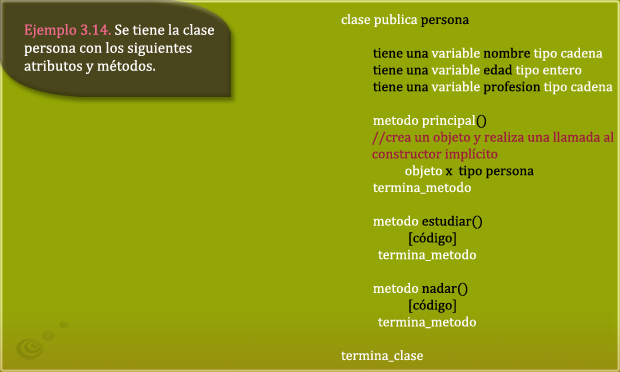 Ejemplo 3.14. Se tiene la clase
persona con los siguientes
atributos y métodos.
clase publica persona
tiene una variable nombre tipo cadena
tiene una variable edad tipo entero
tiene una variable profesion tipo cadena
metodo principal()
//crea un objeto y realiza una llamada al
constructor implícito
objeto x tipo persona
termina_metodo
metodo estudiar()
[código]
termina_metodo
metodo nadar()
[código]
termina_metodo
termina_clase